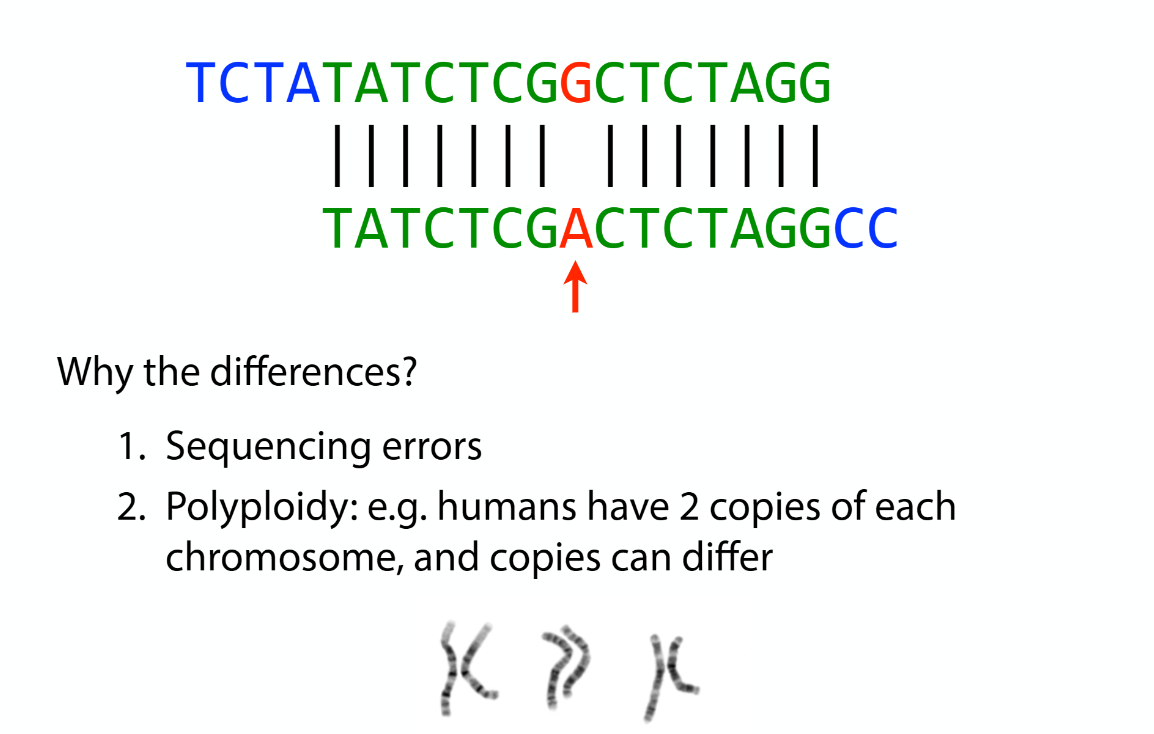 TCTATATCTCGGCTCTAGG
||||||| |||||||
TATCTCGACTCTAGGCC
Why the differences?
1. Sequencing errors
2. Polyploidy: e.g. humans have 2 copies of each
chromosome, and copies can differ